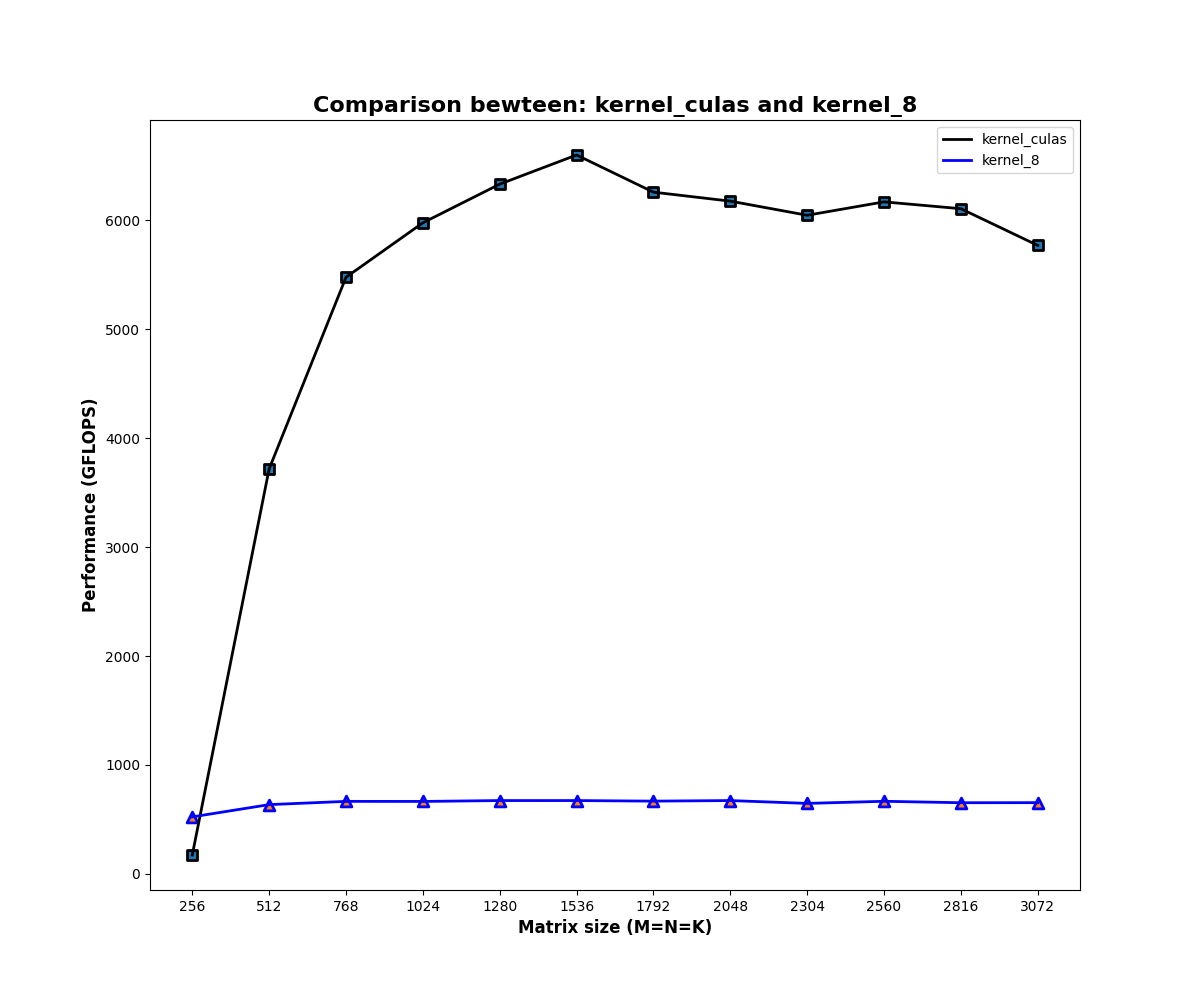 Comparison bewteen: kernel_culas and kernel_8
kernel_culas
kernel_8
Performance (GFLOPS)
6000
5000
4000
3000
2000
1000
0
256 512 768 1024 1280 1536 1792 2048 2304 2560 2816 3072
Matrix size (M=N=K)